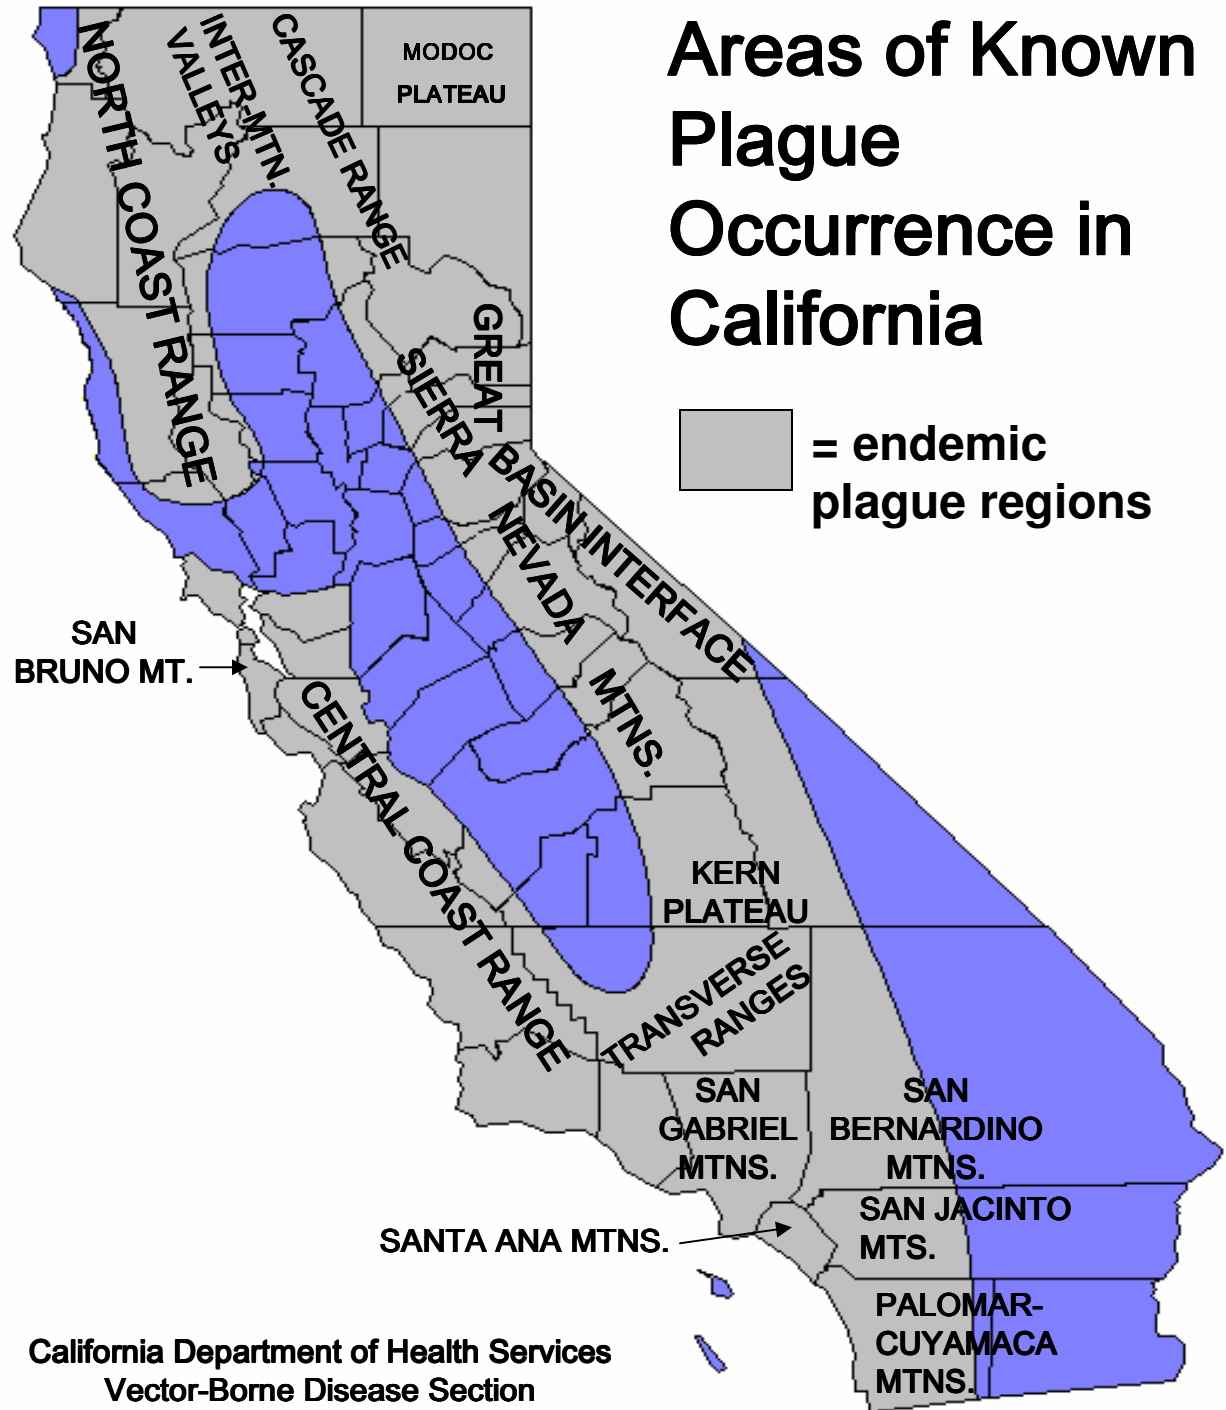 Areas of Known
Plague
Occurrence in
California
= endemic
plague regions
NORTH COAST RANGE
INTER-MTN.
VALLEYS
CASCADE RANGE
MODOC
PLATEAU
GREAT
BASIN INTERFACE
SIERRA
NEVADA
MTNS.
SAN
BRUNO MT.
CENTRAL COAST RANGE
KERN
PLATEAU
TRANSVERSE
RANGES
SAN
GABRIEL
MTNS.
SAN
BERNARDINO
MTNS.
SAN JACINTO
MTS.
SANTA ANA MTNS.
PALOMAR-
CUYAMACA
MTNS.
California Department of Health Services
Vector-Borne Disease Section